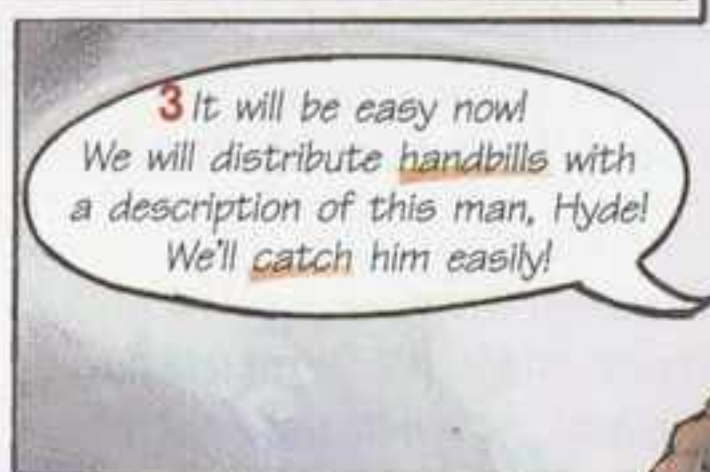 3 It will be easy now!
We will distribute handbills with
a description of this man, Hyde!
We'll catch him easily!